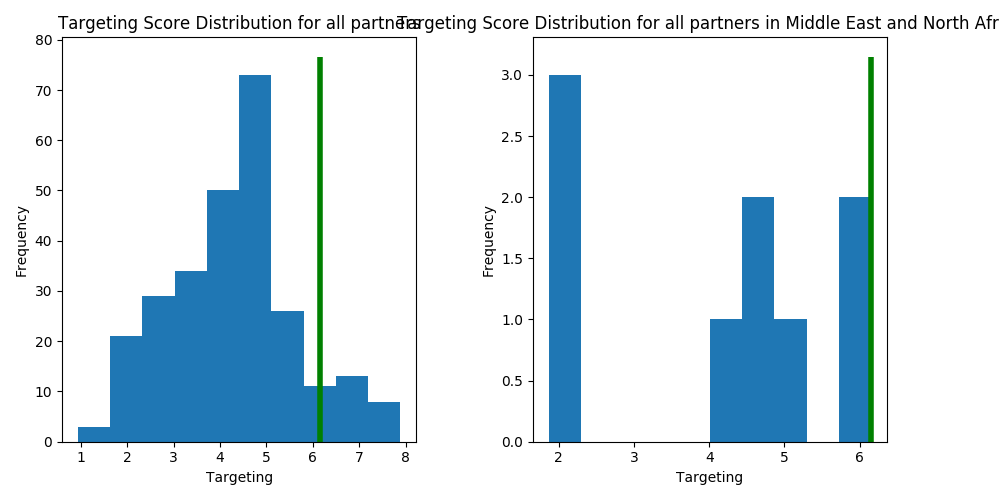 Targeting Score Distribution for all partners
Targeting Score Distribution for all partners in Middle East and North Afr
80
70
60
50
40
30
20
10
0
Frequency
1 2 3 4 5 6 7 8
Targeting
3.0
2.5
2.0
1.5
1.0
0.5
0.0
Frequency
2 3 4 5 6
Targeting